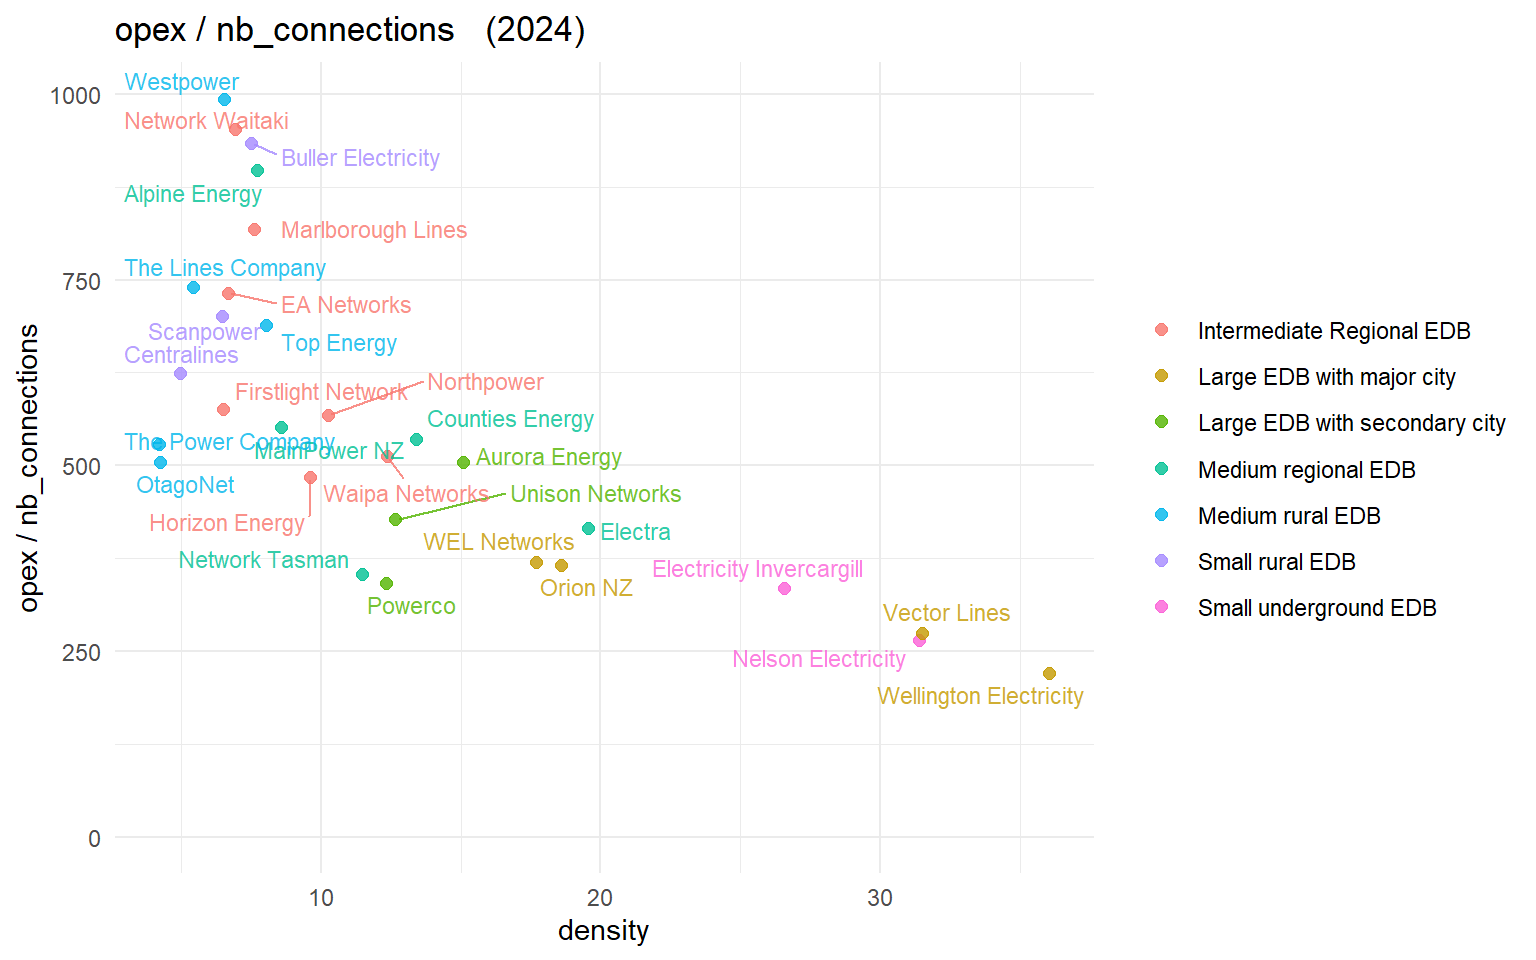 opex / nb_connections (2024)
Westpower
1000
Network Waitaki
Buller Electricity
Alpine Energy
Marlborough Lines
The Lines Company
750
EA Networks
Scanpower
Top Energy
Centralines
Northpower
Firstlight Network
Counties Energy
The Power Company
MainPower NZ
Aurora Energy
500
OtagoNet
Waipa Networks
Unison Networks
Horizon Energy
Electra
WEL Networks
Network Tasman
Electricity Invercargill
Orion NZ
Powerco
Vector Lines
250
Nelson Electricity
Wellington Electricity
0
10
20
30
density
opex / nb_connections
Intermediate Regional EDB
Large EDB with major city
Large EDB with secondary city
Medium regional EDB
Medium rural EDB
Small rural EDB
Small underground EDB